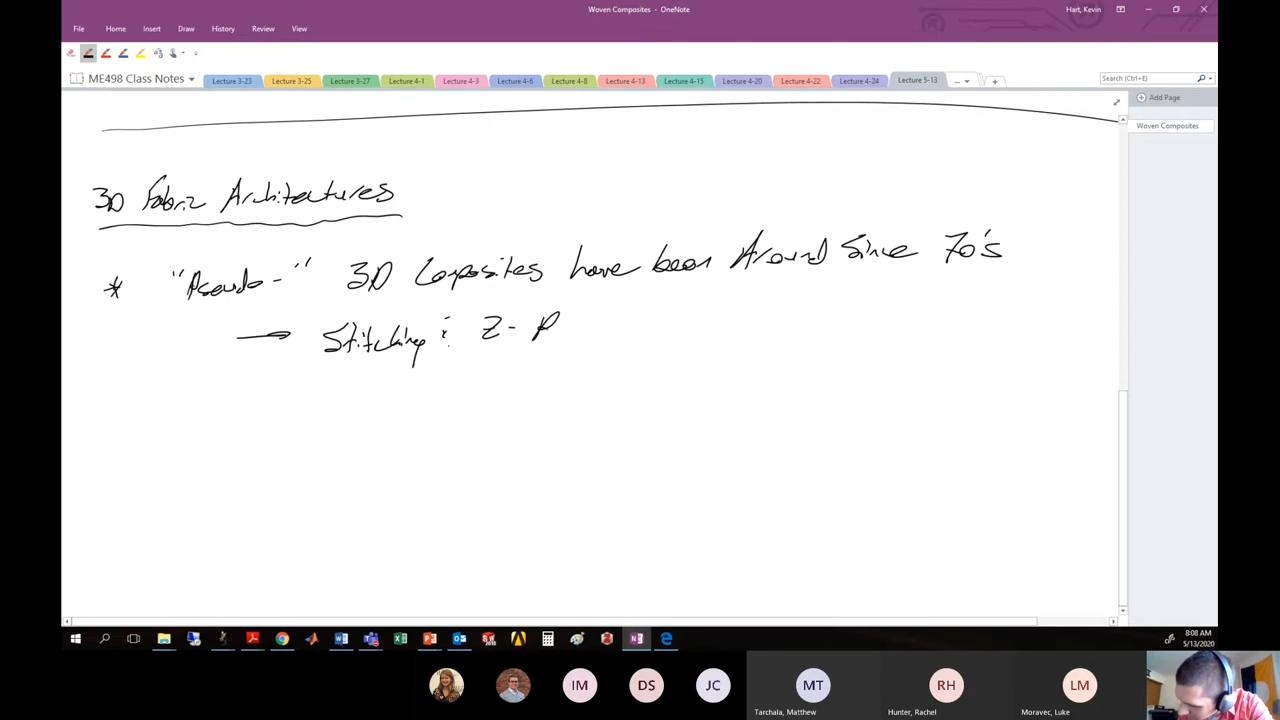 Woven Composites - OneNote
Hart, Kevin
File Home Insert Draw History Review View
ME498 Class Notes
Lecture 3-23 Lecture 3-25 Lecture 3-27 Lecture 4-1 Lecture 4-3 Lecture 4-6 Lecture 4-8 Lecture 4-13 Lecture 4-15 Lecture 4-20 Lecture 4-22 Lecture 4-24 Lecture 5-13
Search (Ctrl+E)
Add Page
Woven Composites
3D Fabric Architectures
* "Pseudo-" 3D Composites have been Around Since 70's
→ Stitching & Z- P
8:08 AM
5/13/2020
IM DS JC MT RH LM
Tarchala, Matthew Hunter, Rachel Moravec, Luke